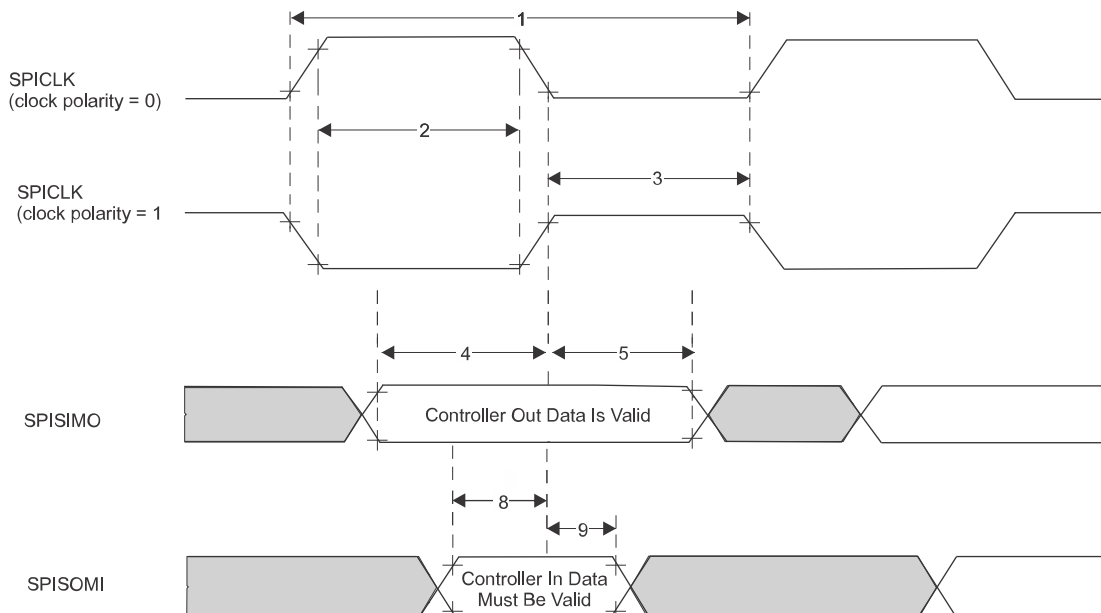 1
SPICLK
(clock polarity = 0)
2
3
SPICLK
(clock polarity = 1
4
5
SPISIMO
Controller Out Data Is Valid
8
9
SPISOMI
Controller In Data
Must Be Valid